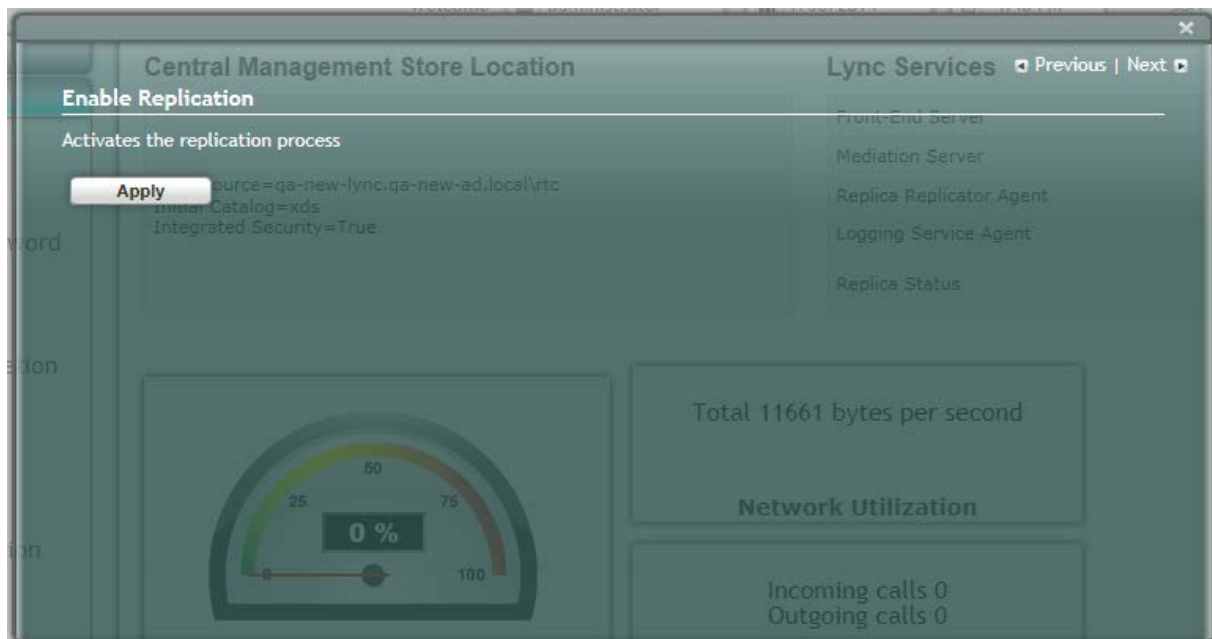 Central Management Store Location
Lync Services
Previous | Next
Enable Replication
Front-End Server
Activates the replication process
Mediation Server
Apply
ource=qa-new-lync.qa-new-ad.local\rtc
Initial Catalog=xds
Integrated Security=True
Replica Replicator Agent
Logging Service Agent
Replica Status
word
ation
tion
50
25
75
0 %
0
100
Total 11661 bytes per second
Network Utilization
Incoming calls 0
Outgoing calls 0